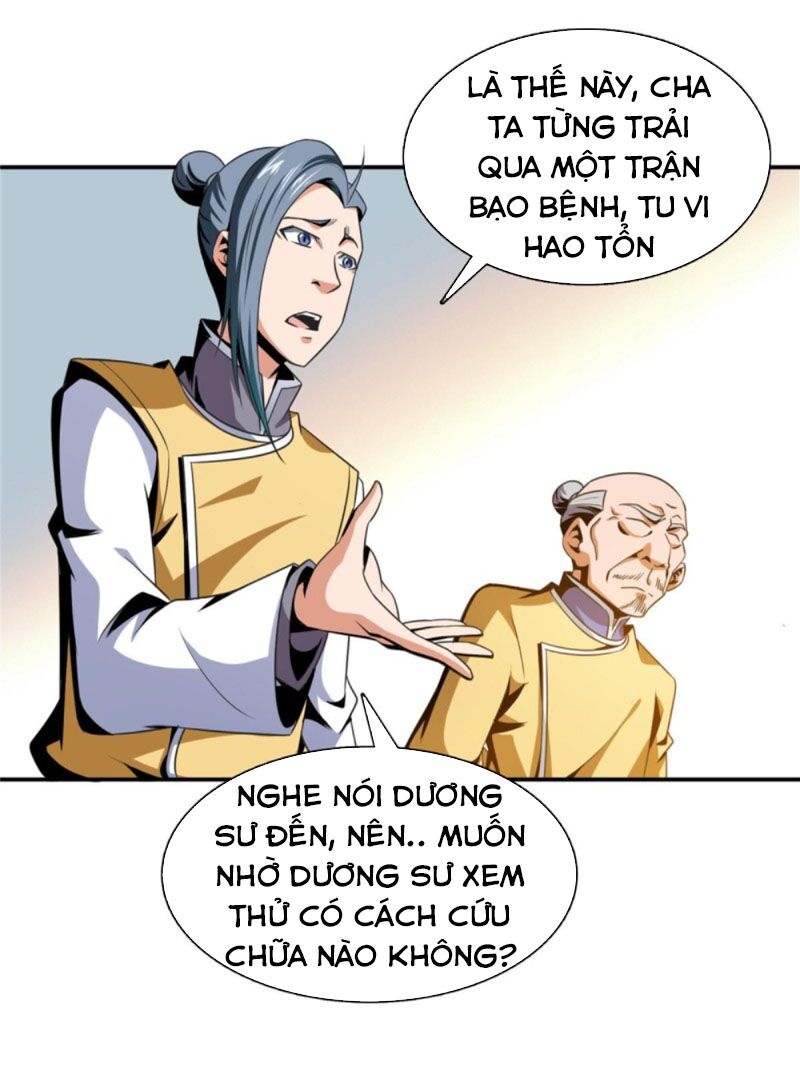 LÀ THẾ NÀY, CHA
TA TỪNG TRẢI
QUA MỘT TRẬN
BẠO BỆNH, TU VI
HAO TỔN
NGHE NÓI DƯƠNG
SƯ ĐẾN, NÊN.. MUỐN
NHỜ DƯƠNG SƯ XEM
THỬ CÓ CÁCH CỨU
CHỮA NÀO KHÔNG?